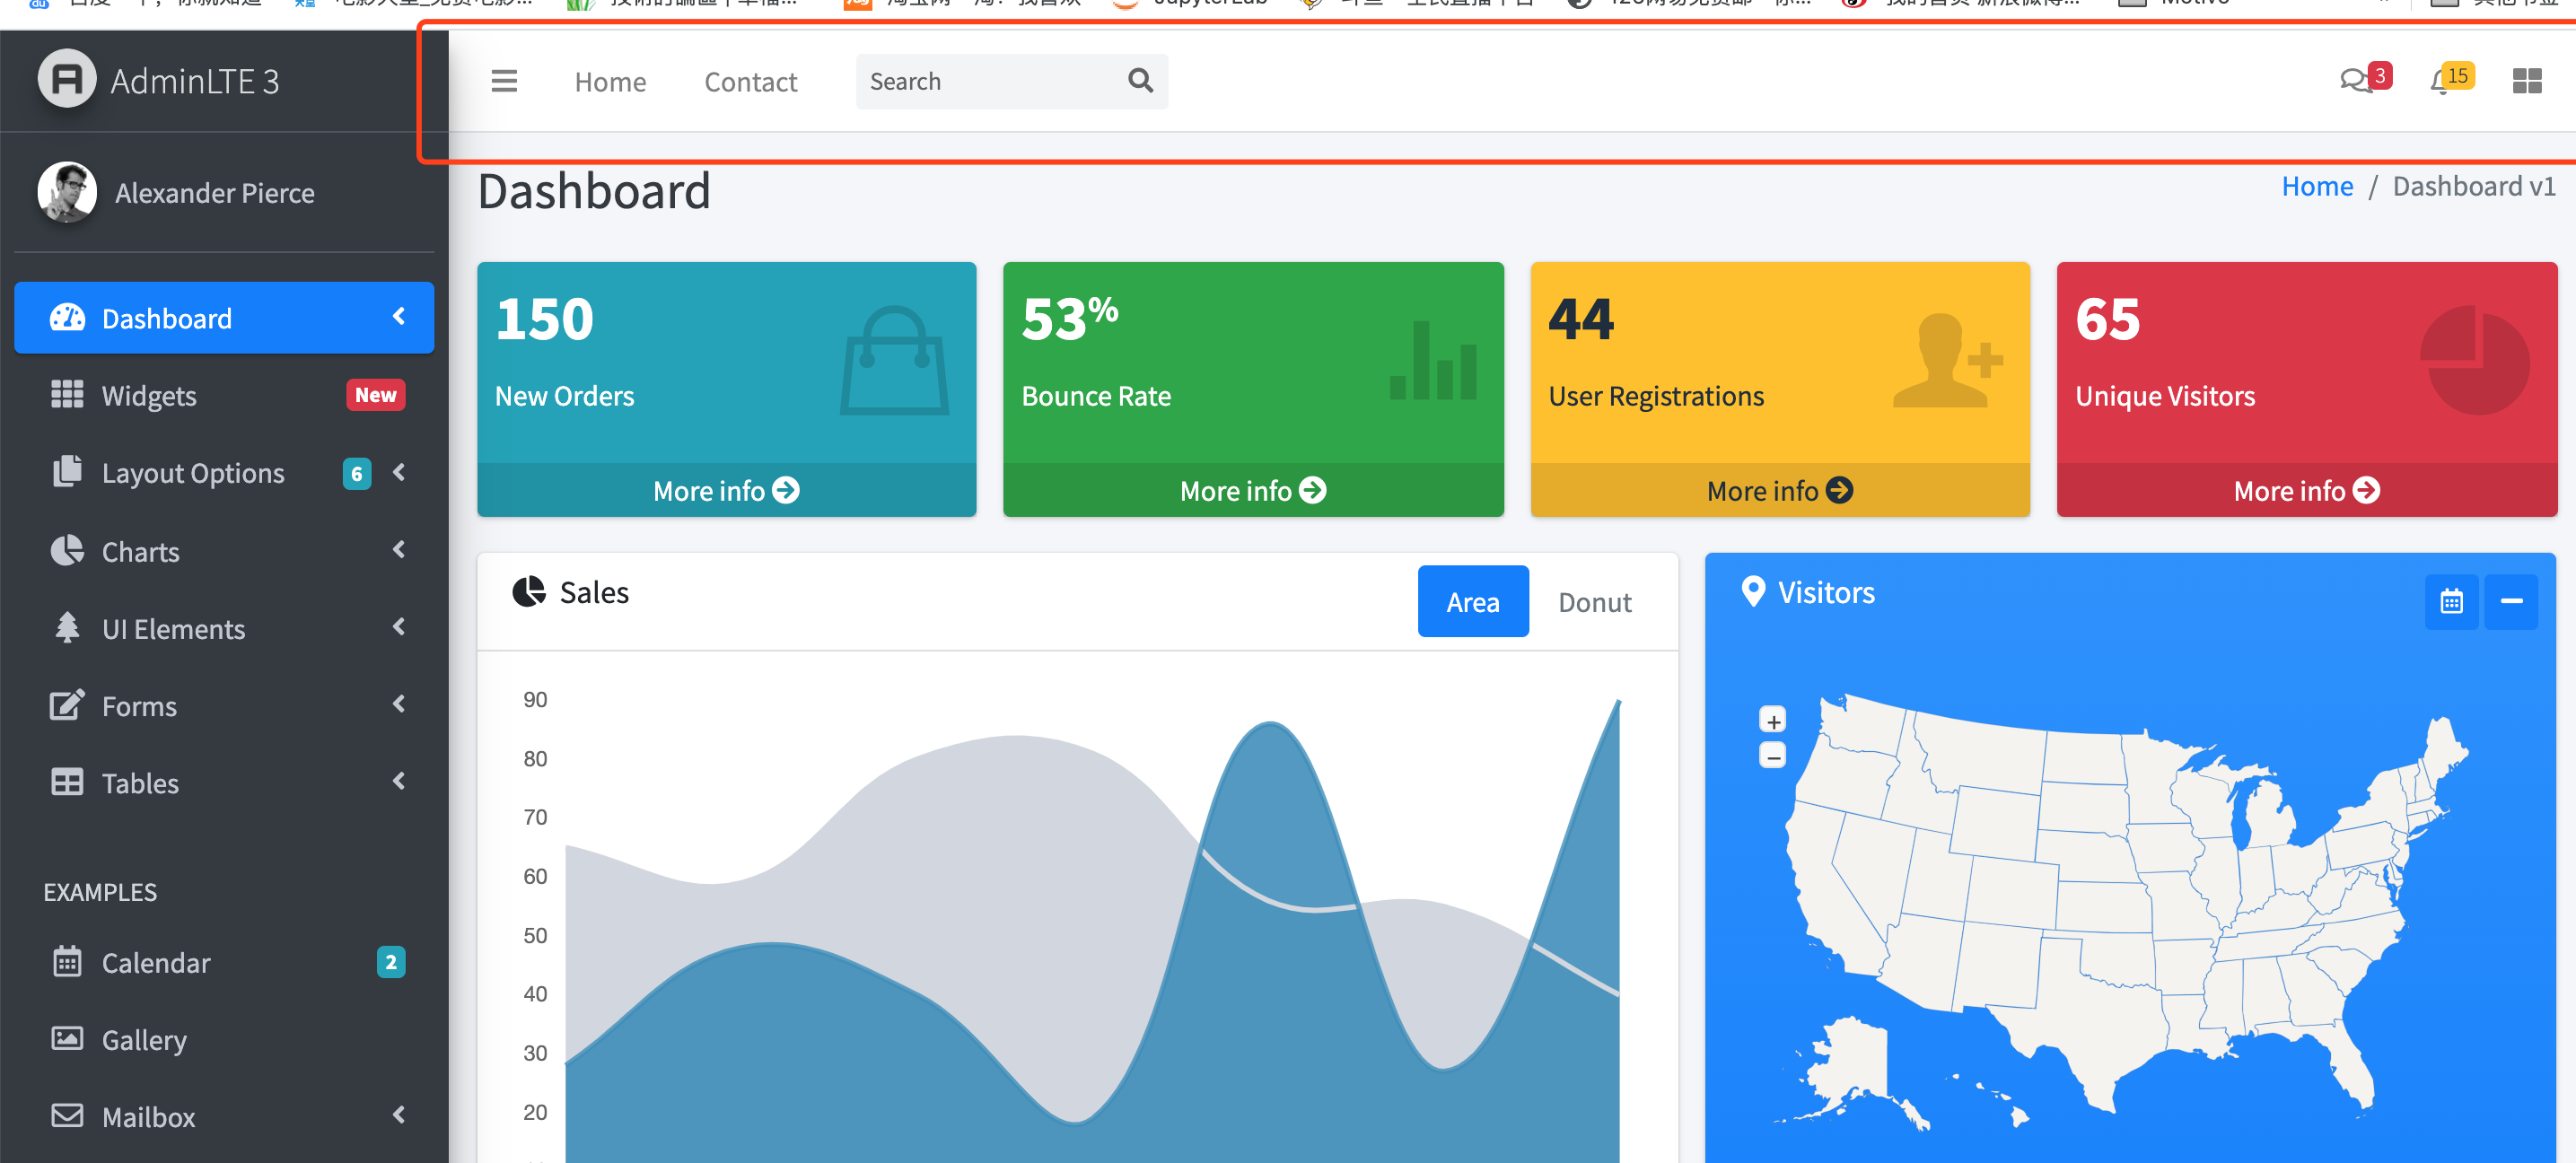 JupyterLab
AdminLTE 3
Home
Contact
Search
3
15
Alexander Pierce
Dashboard
Home / Dashboard v1
Dashboard
Widgets New
Layout Options 6
Charts
UI Elements
Forms
Tables
EXAMPLES
Calendar 2
Gallery
Mailbox
150
New Orders
More info
53%
Bounce Rate
More info
44
User Registrations
More info
65
Unique Visitors
More info
Sales
Area
Donut
90
80
70
60
50
40
30
20
Visitors
+
−